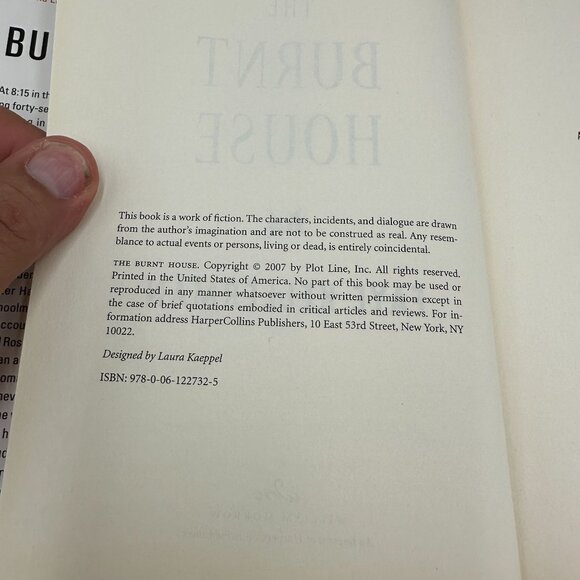 BU
At 8:15 in th
ng forty-se
in
THE
BURNT
HOUSE
This book is a work of fiction. The characters, incidents, and dialogue are drawn
from the author's imagination and are not to be construed as real. Any resem-
blance to actual events or persons, living or dead, is entirely coincidental.
THE BURNT HOUSE. Copyright © 2007 by Plot Line, Inc. All rights reserved.
Printed in the United States of America. No part of this book may be used or
reproduced in any manner whatsoever without written permission except in
the case of brief quotations embodied in critical articles and reviews. For in-
formation address HarperCollins Publishers, 10 East 53rd Street, New York, NY
10022.
Designed by Laura Kaeppel
ISBN: 978-0-06-122732-5